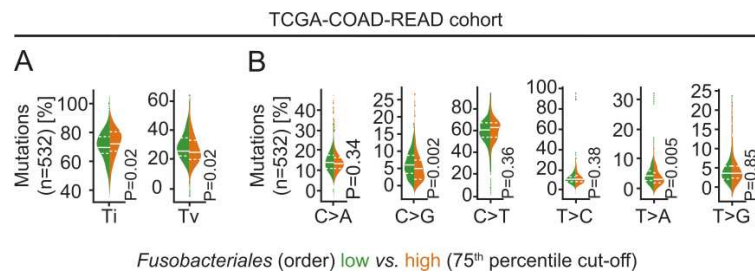 TCGA-COAD-READ cohort
A
B
Mutations
(n=532) [%]
100
80
60
40
Ti
P=0.02
60
40
20
0
Tv
P=0.02
Mutations
(n=532) [%]
40
20
0
C>A
P=0.34
25
20
15
10
5
0
C>G
P=0.002
80
60
40
20
0
C>T
P=0.36
100
80
60
40
20
0
T>C
P=0.38
30
20
10
0
T>A
P=0.005
25
20
15
10
5
0
T>G
P=0.85
Fusobacteriales (order) low vs. high (75th percentile cut-off)